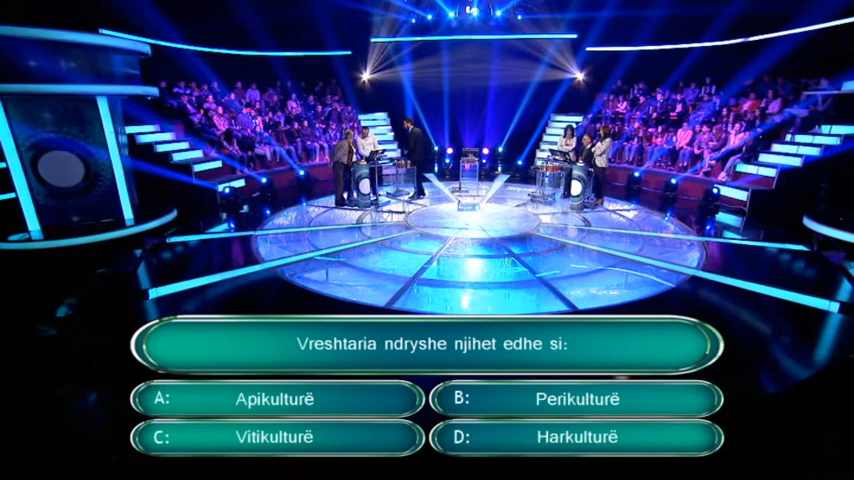 Vreshtaria ndryshe njihet edhe si:
A: Apikulturë
B: Perikulturë
C: Vitikulturë
D: Harkulturë